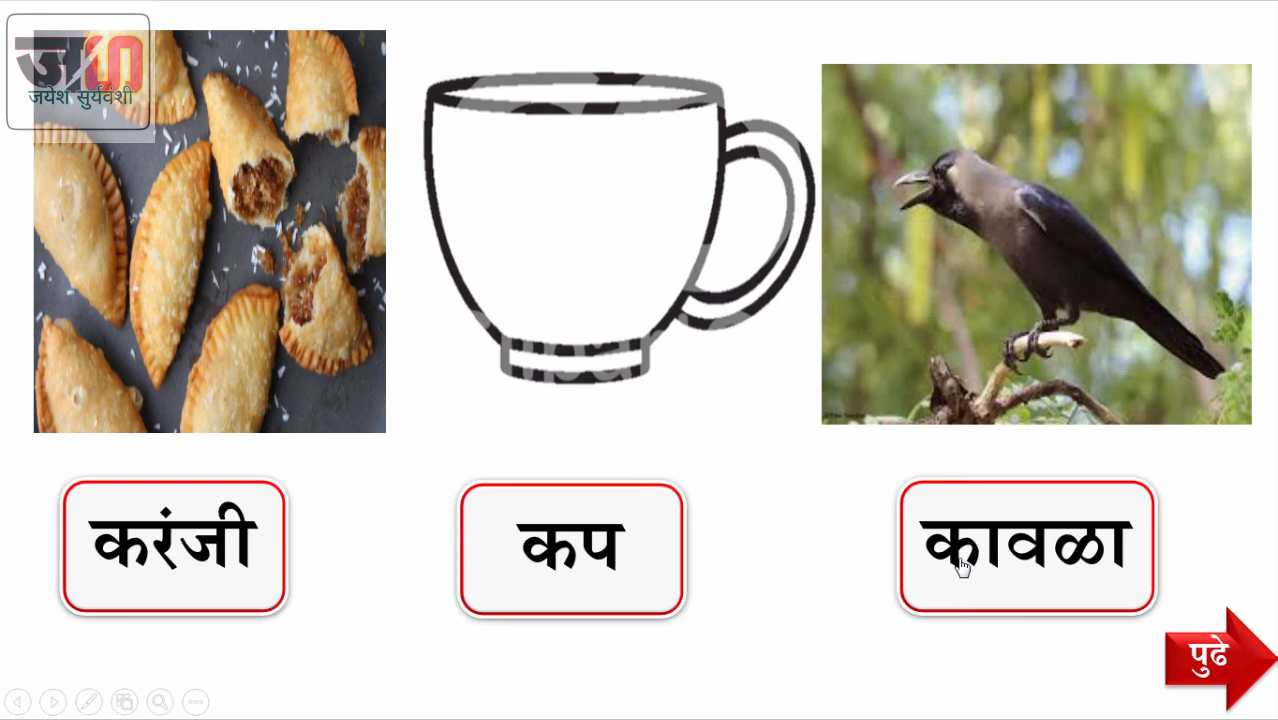 जयेश सुर्यवंशी
करंजी
कप
कावळा
पुढे